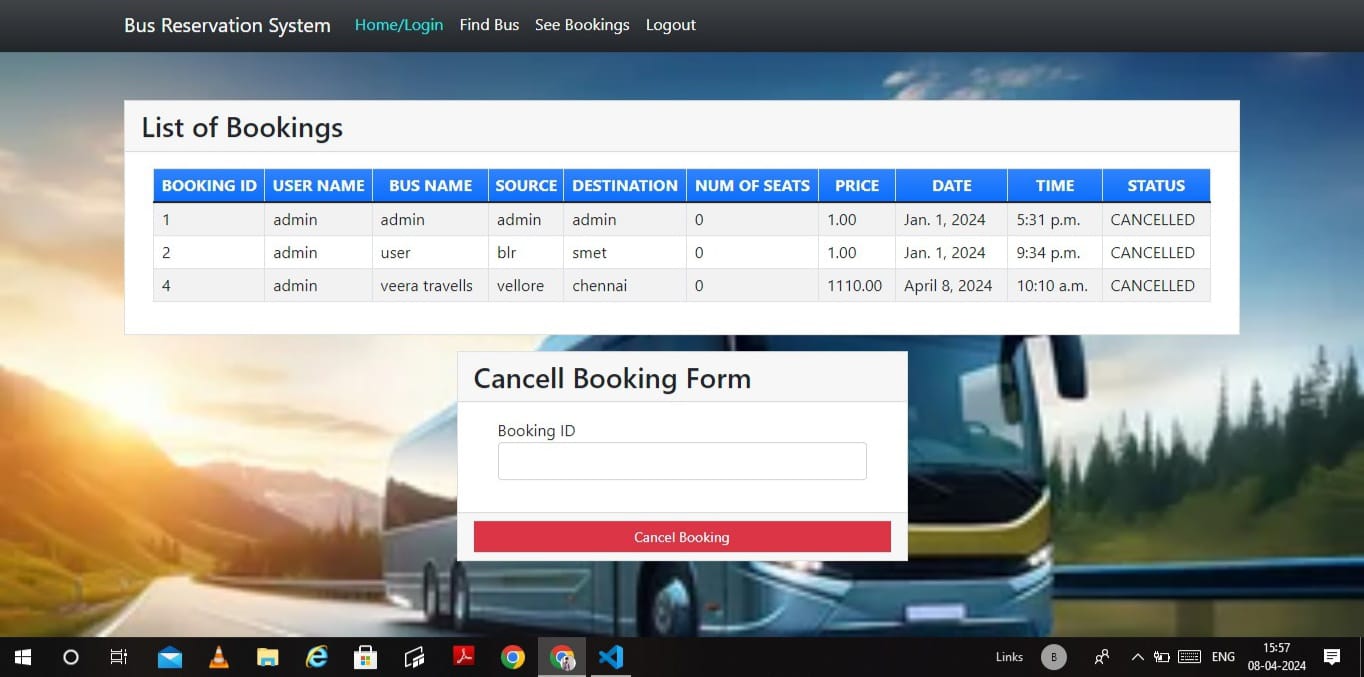 Bus Reservation System Home/Login Find Bus See Bookings Logout
List of Bookings
BOOKING ID USER NAME BUS NAME SOURCE DESTINATION NUM OF SEATS PRICE DATE TIME STATUS
1 admin admin admin admin 0 1.00 Jan. 1, 2024 5:31 p.m. CANCELLED
2 admin user blr smet 0 1.00 Jan. 1, 2024 9:34 p.m. CANCELLED
4 admin veera travells vellore chennai 0 1110.00 April 8, 2024 10:10 a.m. CANCELLED
Cancell Booking Form
Booking ID
Cancel Booking
Links B ENG 15:57
08-04-2024